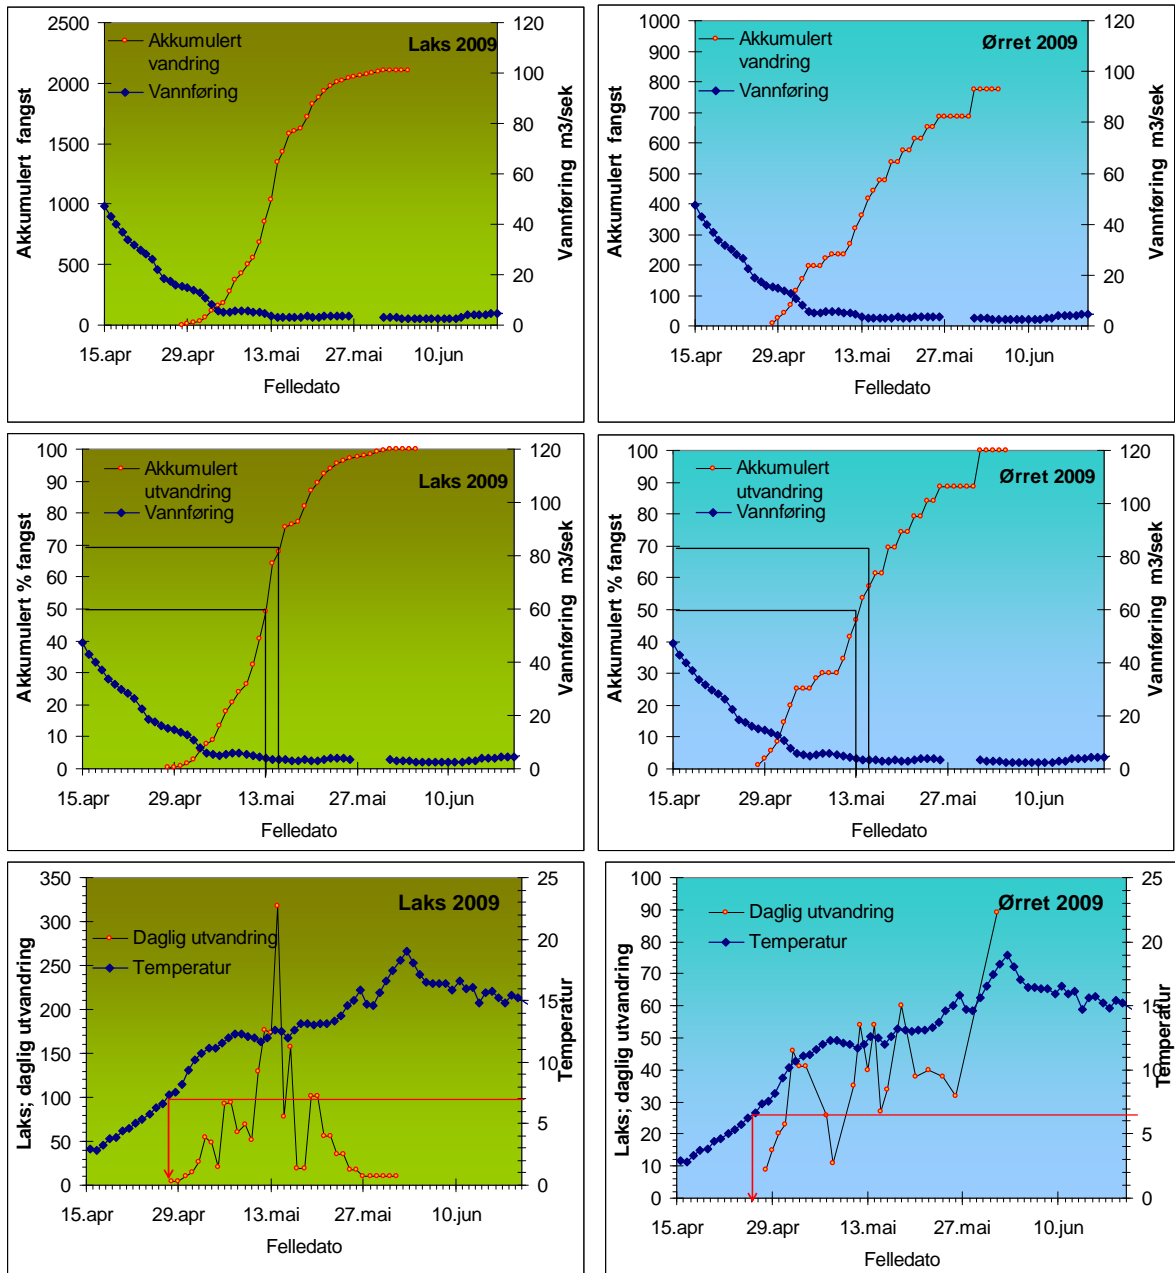 Laks 2009
Akkumulert
vandring
Vannføring
Akkumulert fangst
2500
2000
1500
1000
500
0
Vannføring m3/sek
120
100
80
60
40
20
0
15.apr 29.apr 13.mai 27.mai 10.jun
Felledato
Ørret 2009
Akkumulert
vandring
Vannføring
Akkumulert fangst
1000
900
800
700
600
500
400
300
200
100
0
Vannføring m3/sek
120
100
80
60
40
20
0
15.apr 29.apr 13.mai 27.mai 10.jun
Felledato
Laks 2009
Akkumulert
utvandring
Vannføring
Akkumulert % fangst
100
90
80
70
60
50
40
30
20
10
0
Vannføring m3/sek
120
100
80
60
40
20
0
15.apr 29.apr 13.mai 27.mai 10.jun
Felledato
Ørret 2009
Akkumulert
utvandring
Vannføring
Akkumulert % fangst
100
90
80
70
60
50
40
30
20
10
0
Vannføring m3/sek
120
100
80
60
40
20
0
15.apr 29.apr 13.mai 27.mai 10.jun
Felledato
Laks 2009
Daglig utvandring
Temperatur
Laks; daglig utvandring
350
300
250
200
150
100
50
0
Temperatur
25
20
15
10
5
0
15.apr 29.apr 13.mai 27.mai 10.jun
Felledato
Ørret 2009
Daglig utvandring
Temperatur
Laks; daglig utvandring
100
90
80
70
60
50
40
30
20
10
0
Temperatur
25
20
15
10
5
0
15.apr 29.apr 13.mai 27.mai 10.jun
Felledato